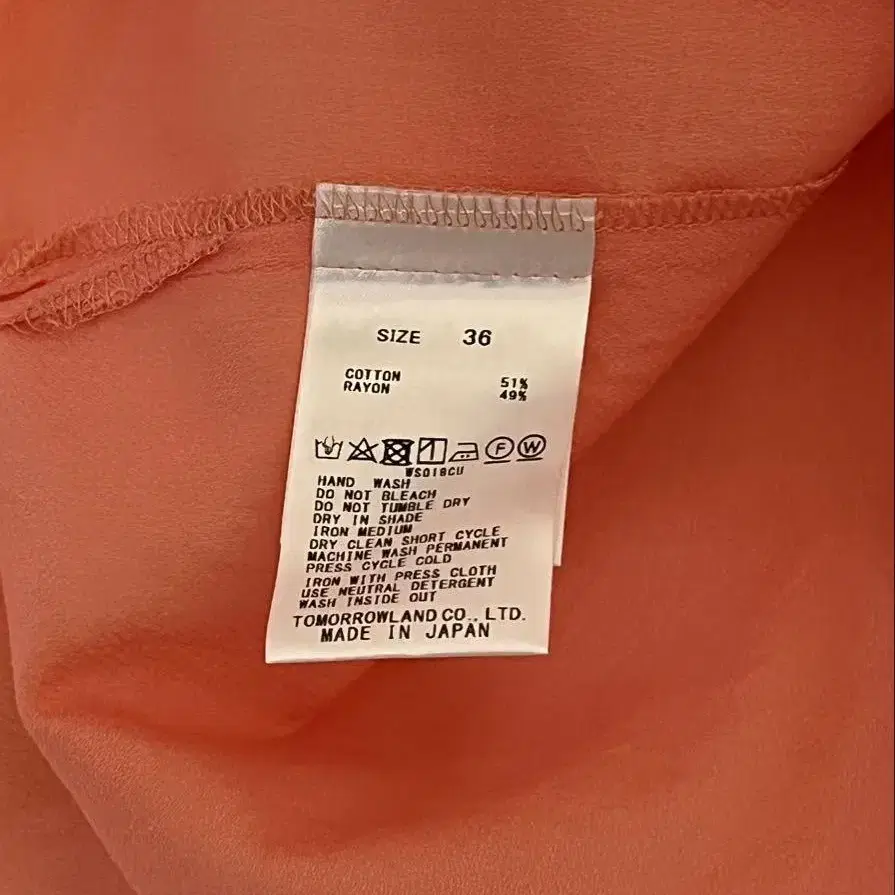 SIZE 36
COTTON 51%
RAYON 49%
F W
WS018CU
HAND WASH
DO NOT BLEACH
DO NOT TUMBLE DRY
DRY IN SHADE
IRON MEDIUM
DRY CLEAN SHORT CYCLE
MACHINE WASH PERMANENT
PRESS CYCLE COLD
IRON WITH PRESS CLOTH
USE NEUTRAL DETERGENT
WASH INSIDE OUT
TOMORROWLAND CO., LTD.
MADE IN JAPAN